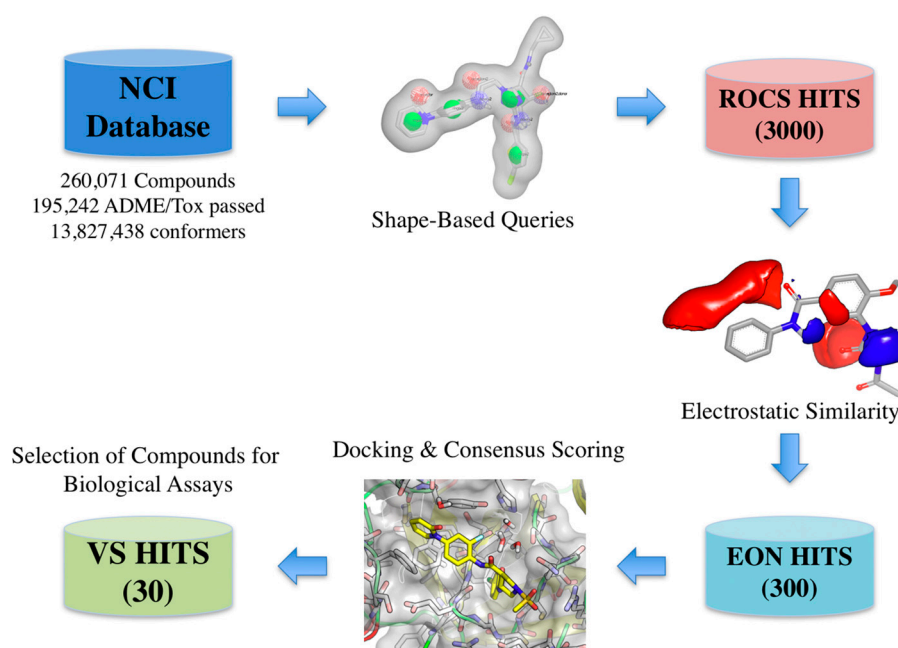 NCI
Database
260,071 Compounds
195,242 ADME/Tox passed
13,827,438 conformers
Shape-Based Queries
ROCS HITS
(3000)
Electrostatic Similarity
EON HITS
(300)
Docking & Consensus Scoring
Selection of Compounds for
Biological Assays
VS HITS
(30)